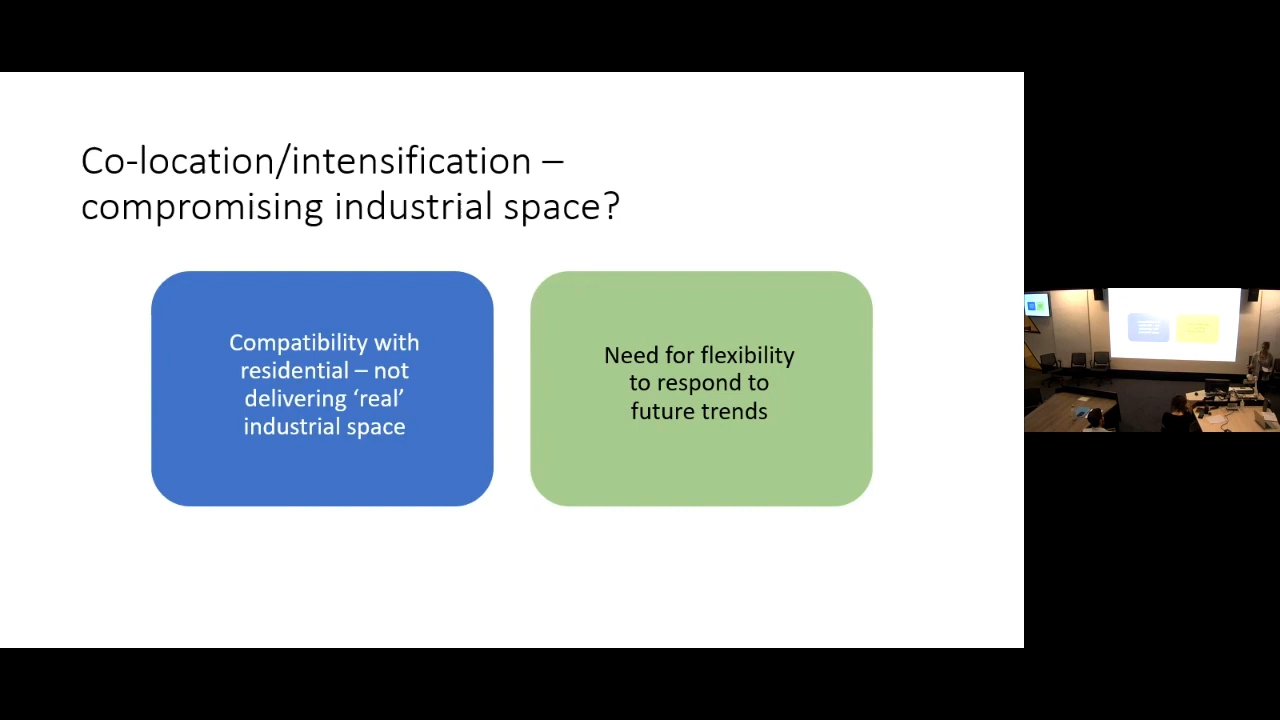 Co-location/intensification –
compromising industrial space?
Compatibility with
residential – not
delivering ‘real’
industrial space
Need for flexibility
to respond to
future trends